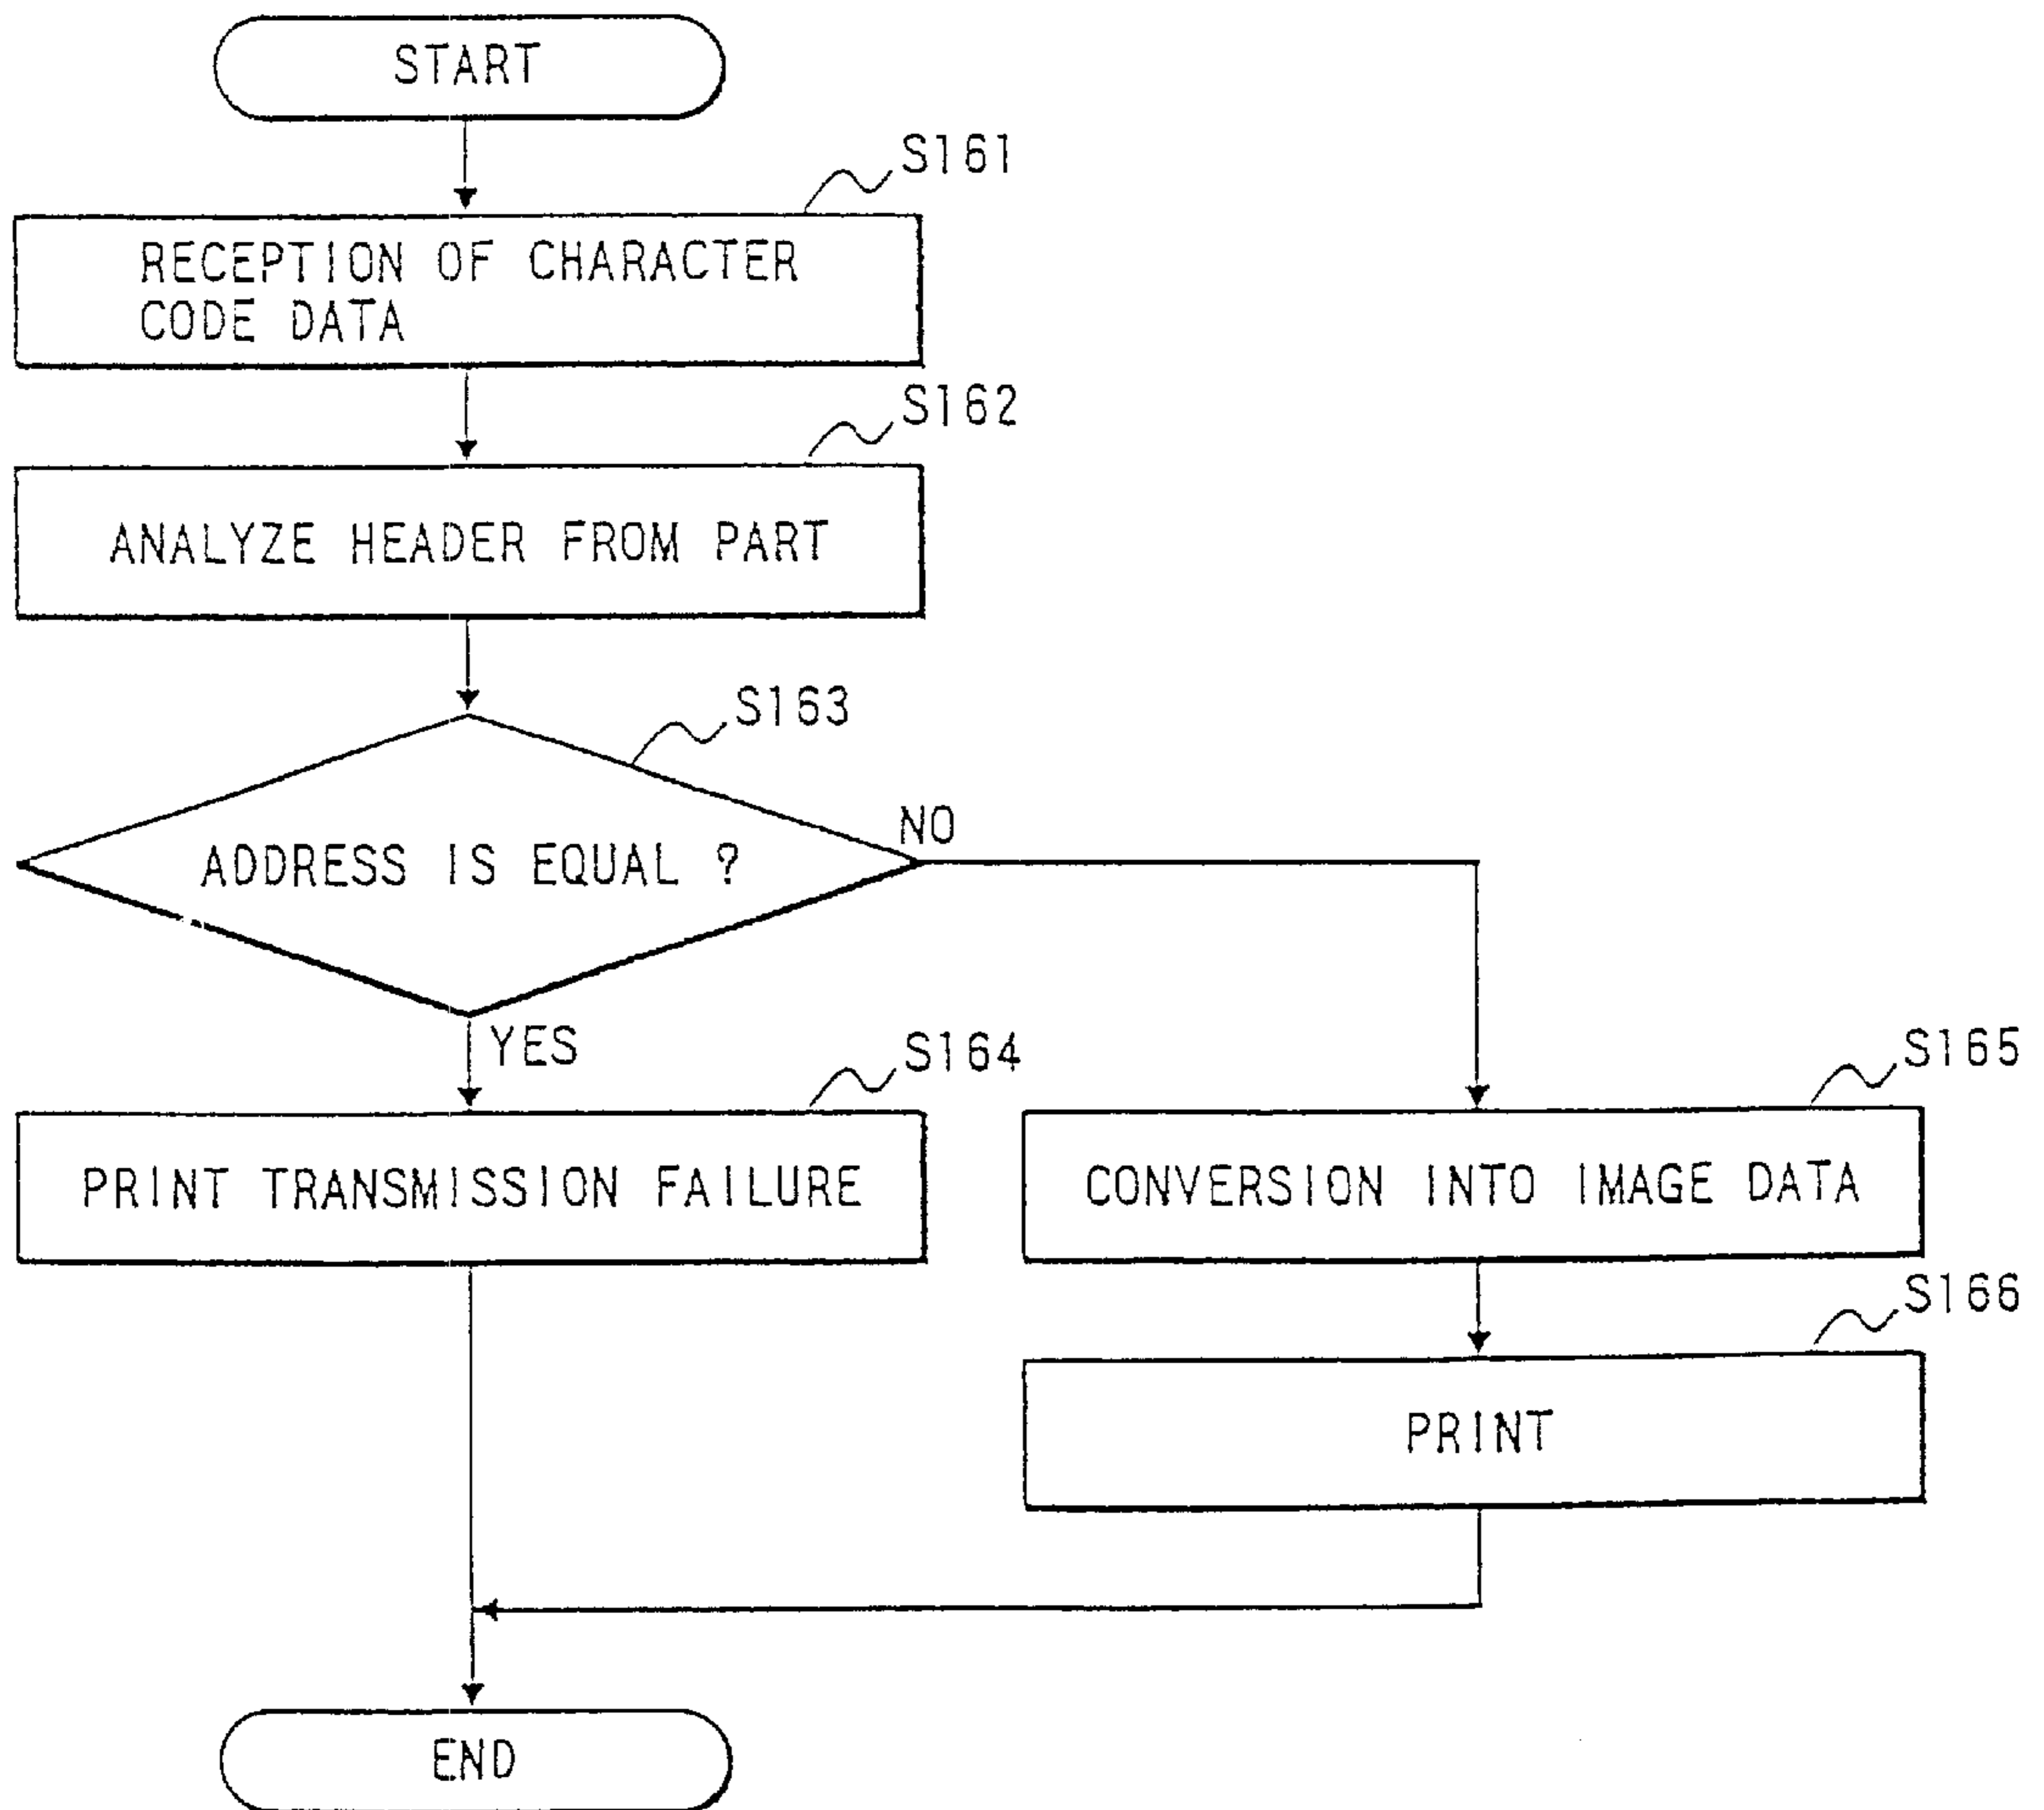 START
S161
RECEPTION OF CHARACTER
CODE DATA
S162
ANALYZE HEADER FROM PART
S163
ADDRESS IS EQUAL ?
NO
YES
S164
PRINT TRANSMISSION FAILURE
S165
CONVERSION INTO IMAGE DATA
S166
PRINT
END